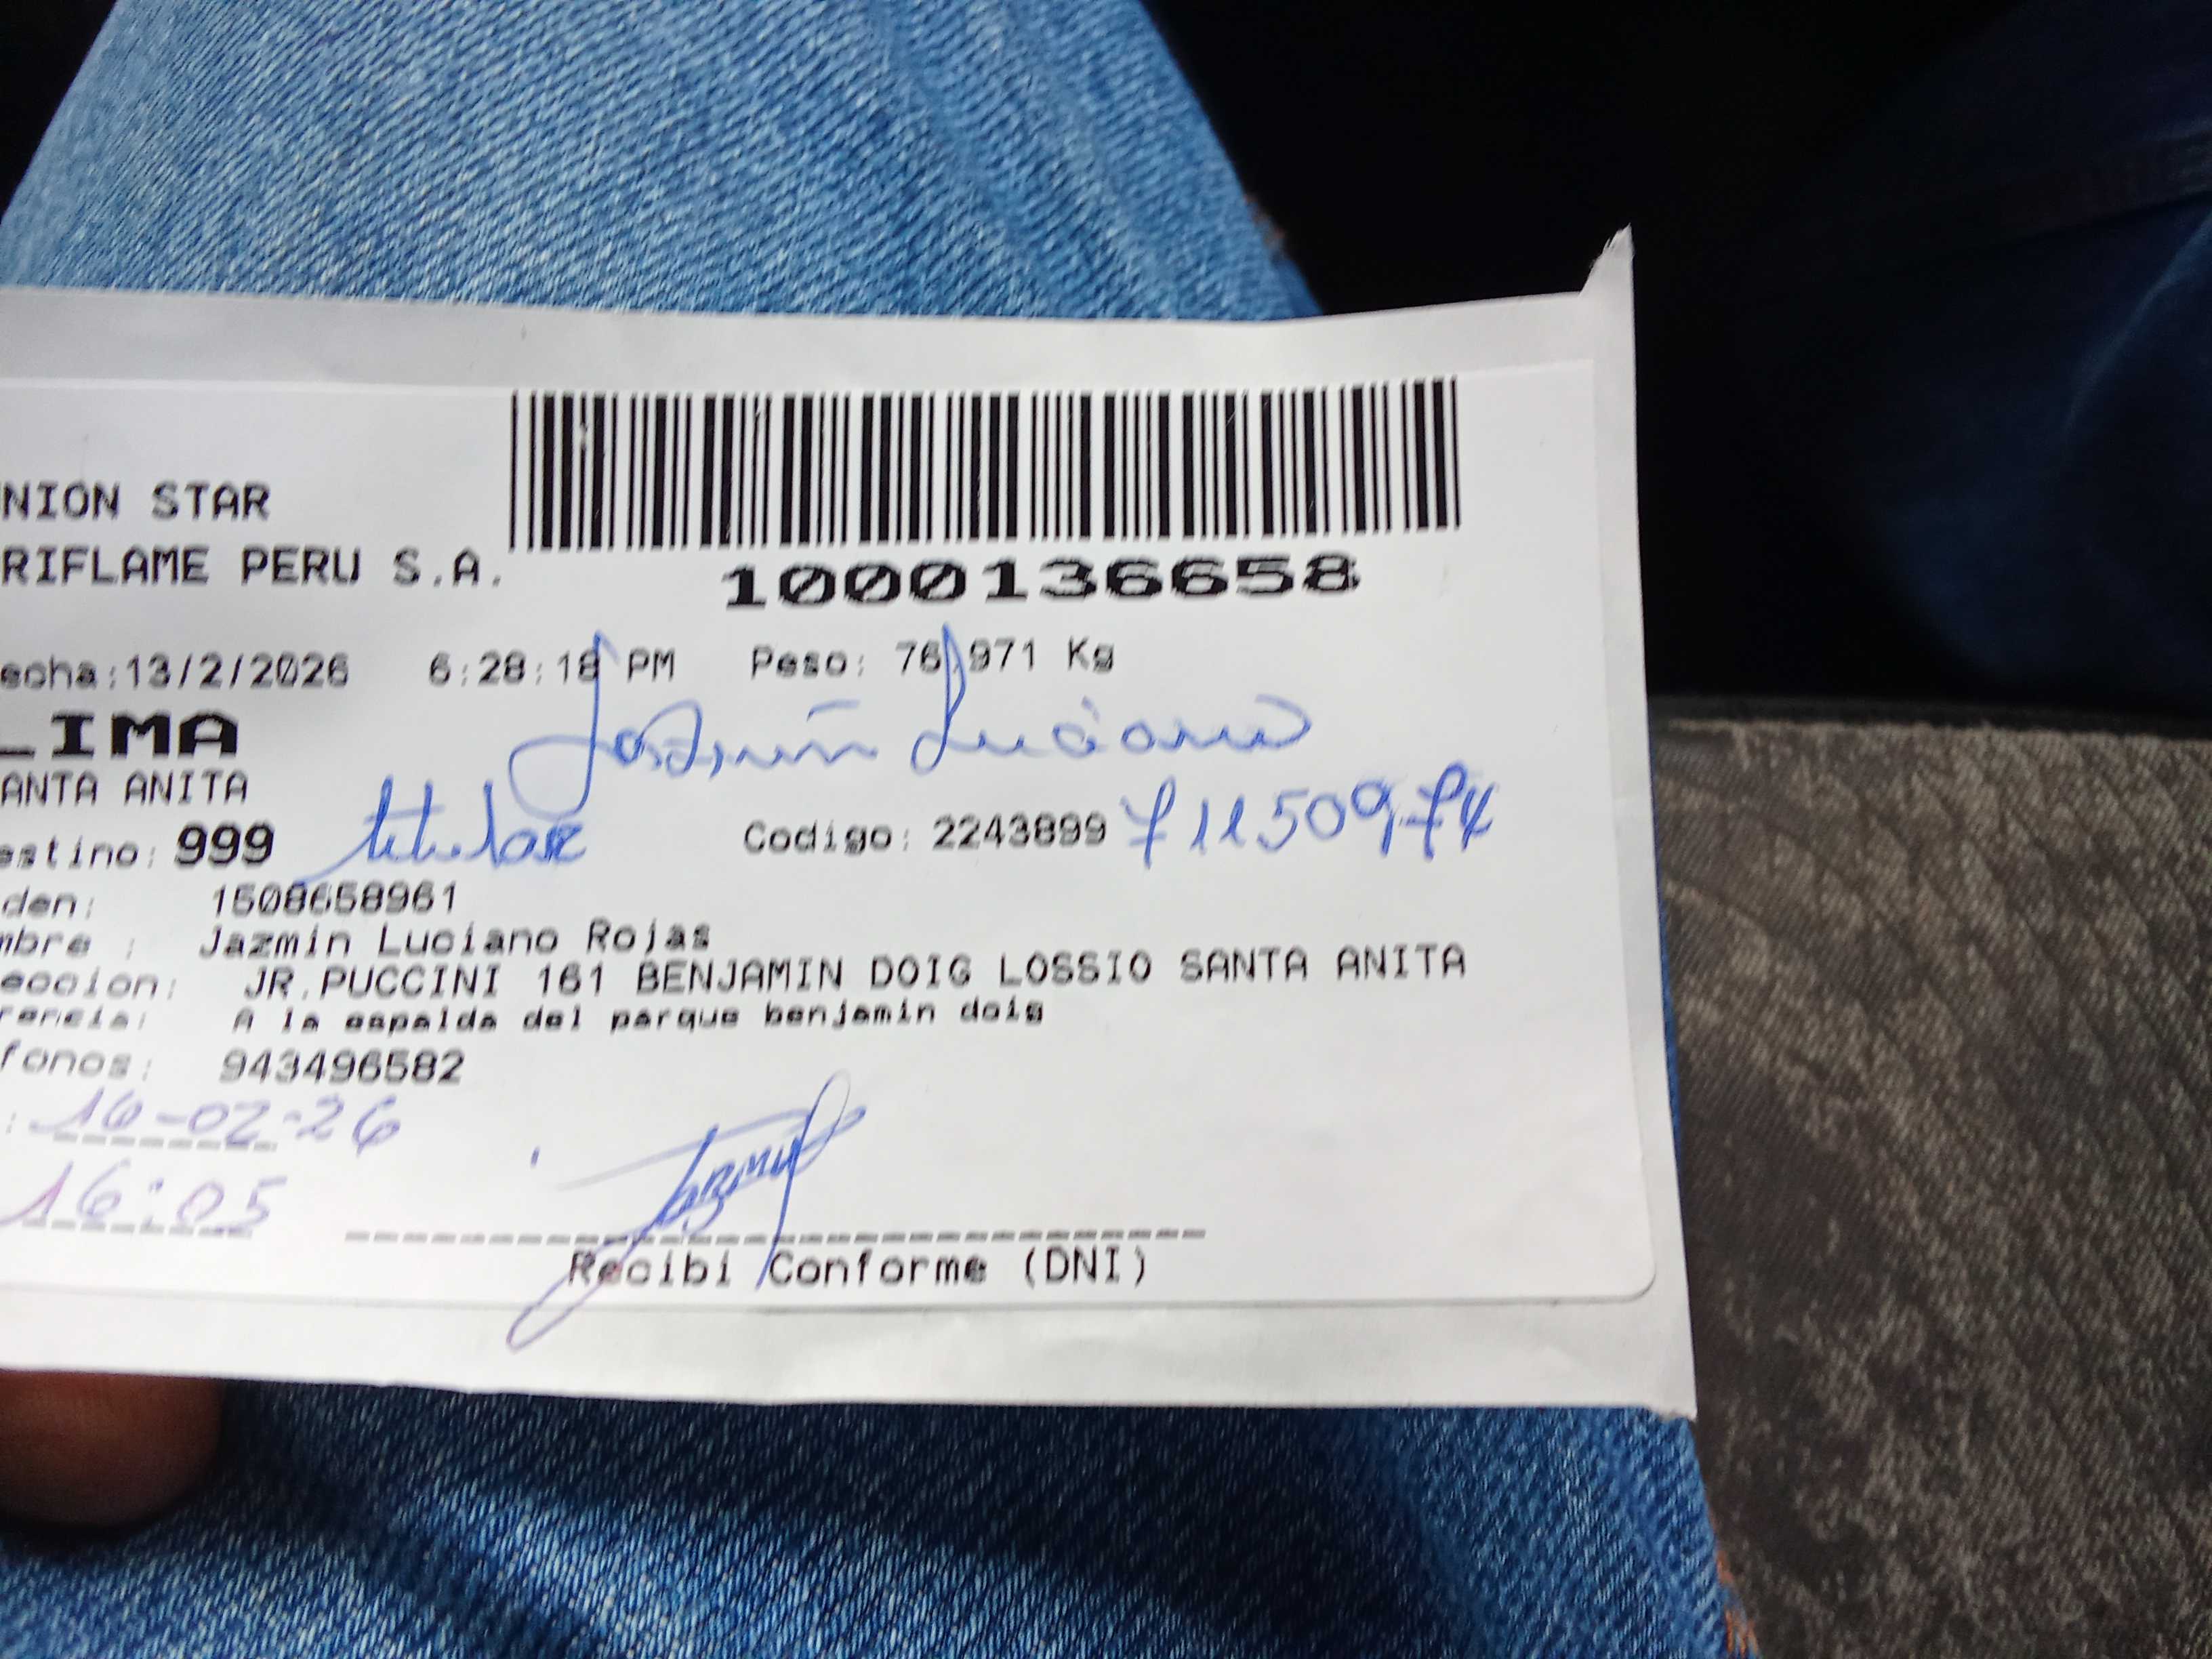 NION STAR
RIFLAME PERU S.A.
1000136658
echa:13/2/2026 6:28:18 PM Peso: 76.971 Kg
LIMA
Jazmin Luciano
ANTA ANITA
estino: 999 titular Codigo: 2243899 71150974
den: 1508658961
mbre : Jazmin Luciano Rojas
eccion: JR.PUCCINI 161 BENJAMIN DOIG LOSSIO SANTA ANITA
rencia: A la espalda del parque benjamin doig
fonos: 943496582
: 16-02-26
16:05
Jazmin
Recibi Conforme (DNI)